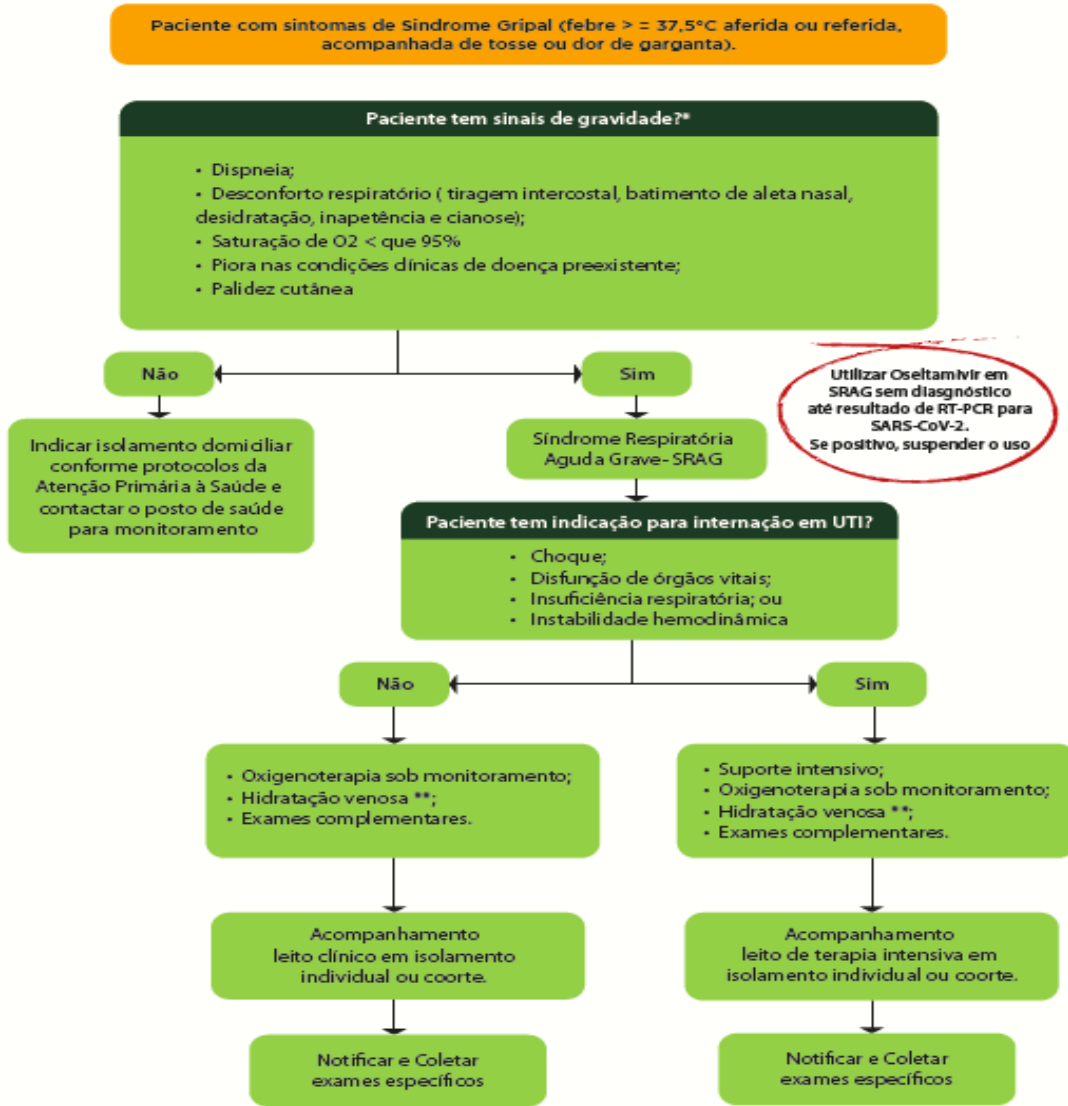 Paciente com sintomas de Síndrome Gripal (febre > = 37,5°C aferida ou referida,
acompanhada de tosse ou dor de garganta).
Paciente tem sinais de gravidade?*
• Dispneia;
• Desconforto respiratório ( tiragem intercostal, batimento de aleta nasal,
desidratação, inapetência e cianose);
• Saturação de O2 < que 95%
• Piora nas condições clínicas de doença preexistente;
• Palidez cutânea
Não
Sim
Utilizar Oseltamivir em
SRAG sem diasgnóstico
até resultado de RT-PCR para
SARS-CoV-2.
Se positivo, suspender o uso
Indicar isolamento domiciliar
conforme protocolos da
Atenção Primária à Saúde e
contactar o posto de saúde
para monitoramento
Síndrome Respiratória
Aguda Grave- SRAG
Paciente tem indicação para internação em UTI?
• Choque;
• Disfunção de órgãos vitais;
• Insuficiência respiratória; ou
• Instabilidade hemodinâmica
Não
Sim
• Oxigenoterapia sob monitoramento;
• Hidratação venosa **;
• Exames complementares.
• Suporte intensivo;
• Oxigenoterapia sob monitoramento;
• Hidratação venosa **;
• Exames complementares.
Acompanhamento
leito clínico em isolamento
individual ou coorte.
Acompanhamento
leito de terapia intensiva em
isolamento individual ou coorte.
Notificar e Coletar
exames específicos
Notificar e Coletar
exames específicos